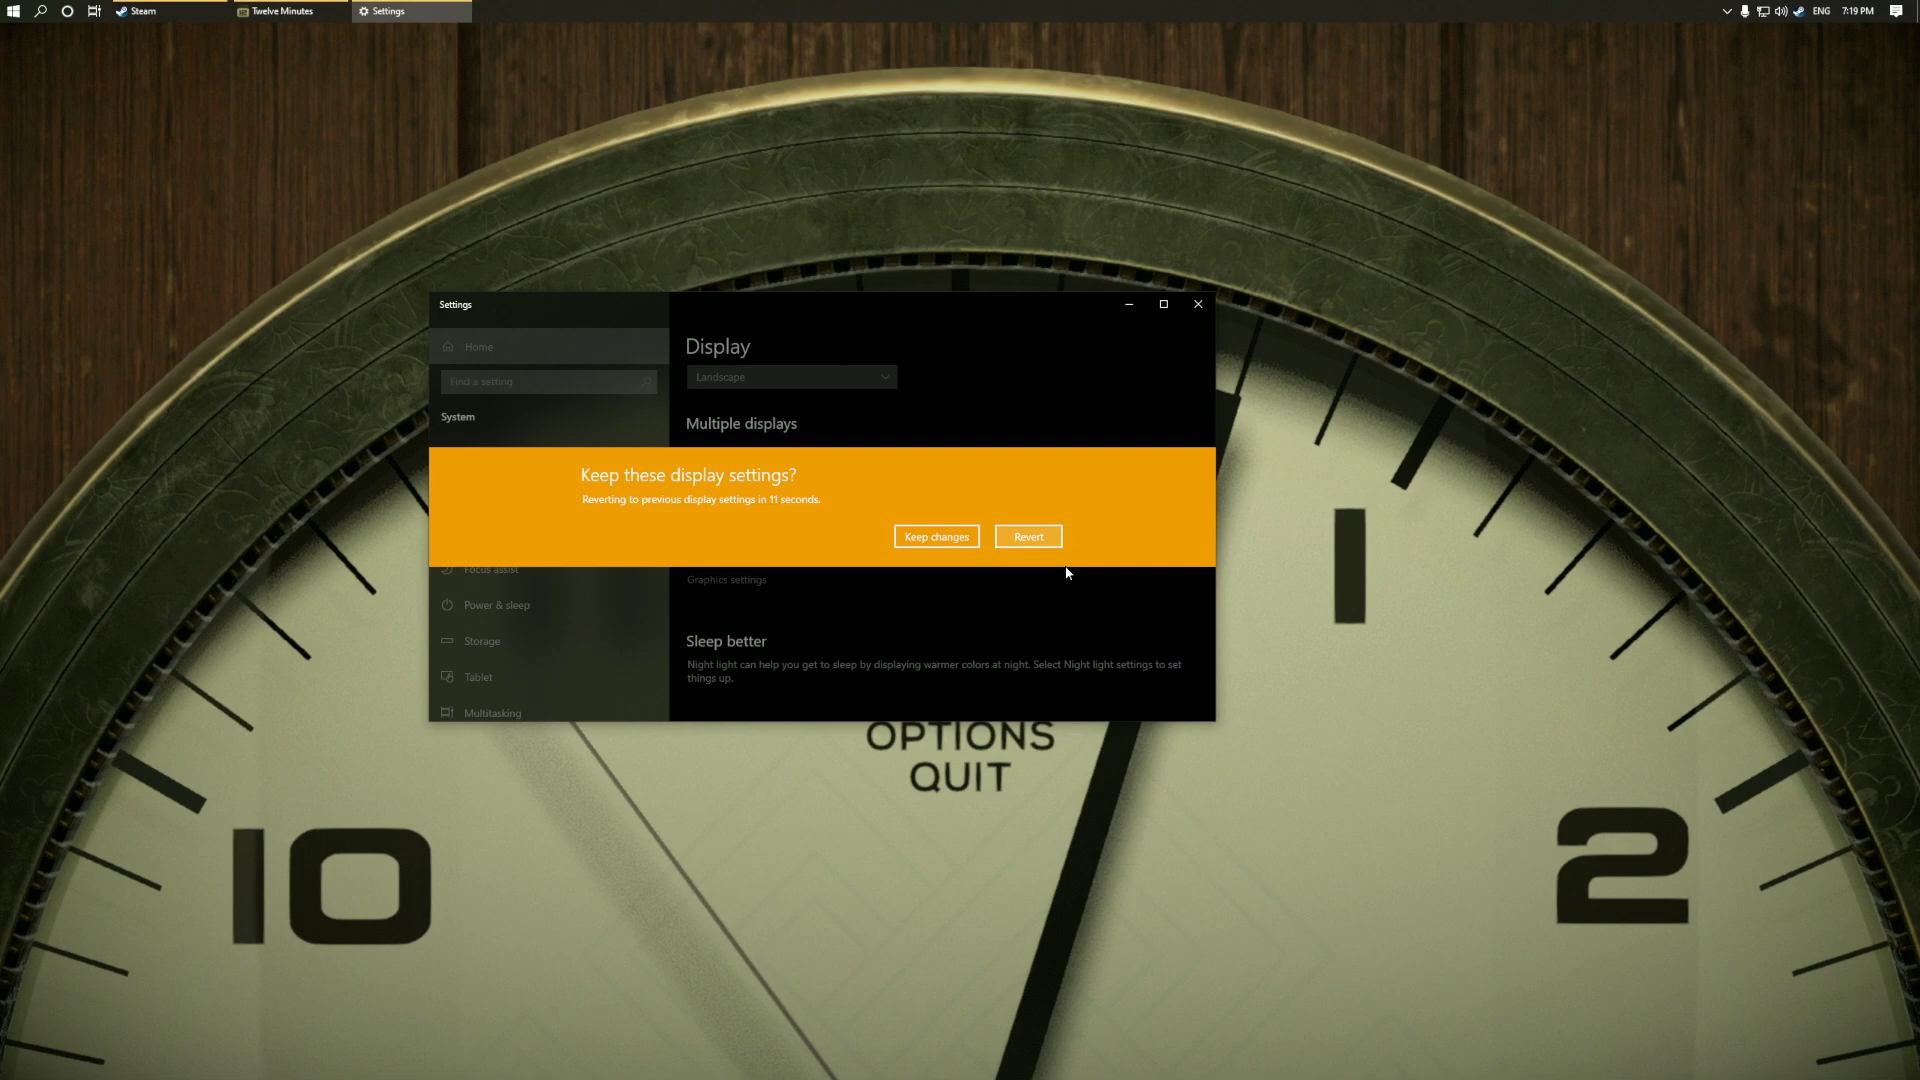 Steam
Twelve Minutes
Settings
ENG
7:19 PM
Settings
Home
Find a setting
System
Focus assist
Power & sleep
Storage
Tablet
Multitasking
Display
Landscape
Multiple displays
Keep these display settings?
Reverting to previous display settings in 11 seconds.
Keep changes
Revert
Graphics settings
Sleep better
Night light can help you get to sleep by displaying warmer colors at night. Select Night light settings to set
things up.
OPTIONS
QUIT
10
1
2